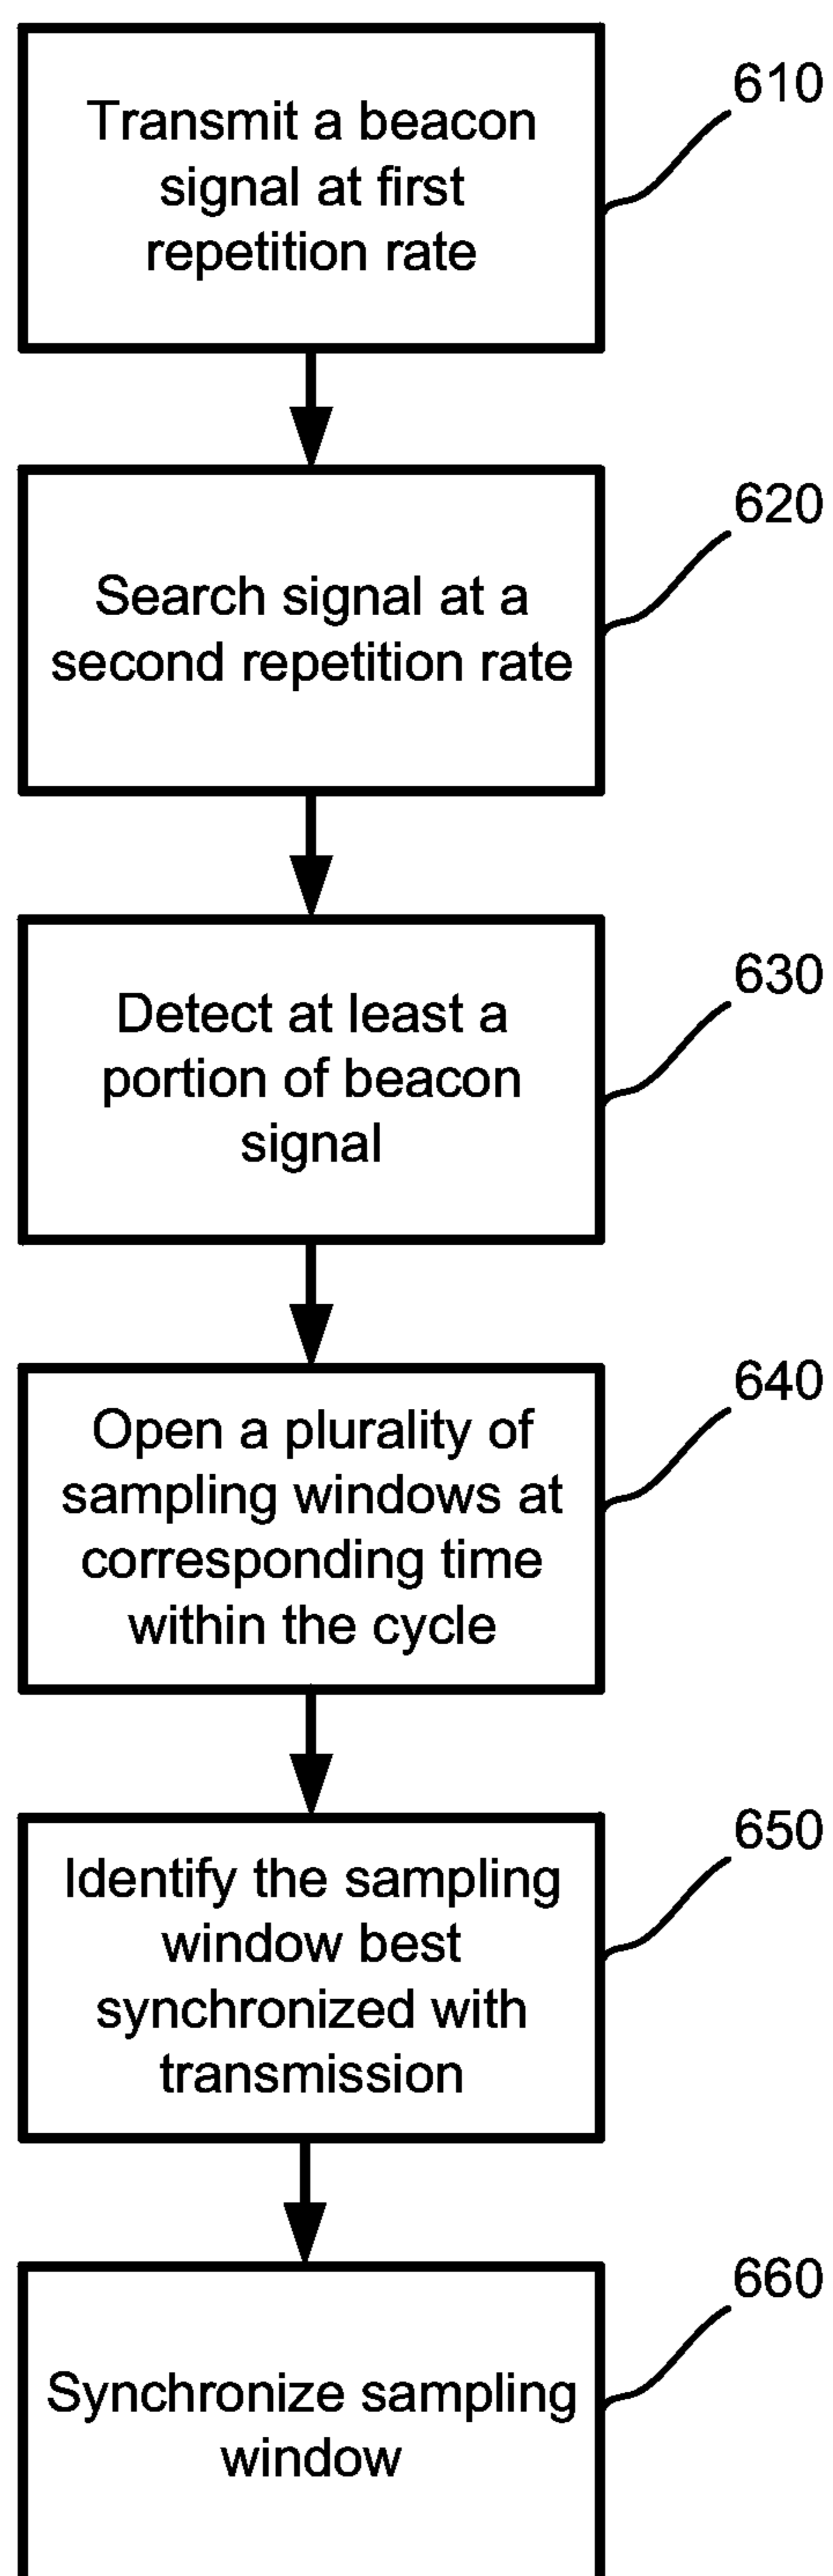 Transmit a beacon
signal at first
repetition rate
610
Search signal at a
second repetition rate
620
Detect at least a
portion of beacon
signal
630
Open a plurality of
sampling windows at
corresponding time
within the cycle
640
Identify the sampling
window best
synchronized with
transmission
650
Synchronize sampling
window
660